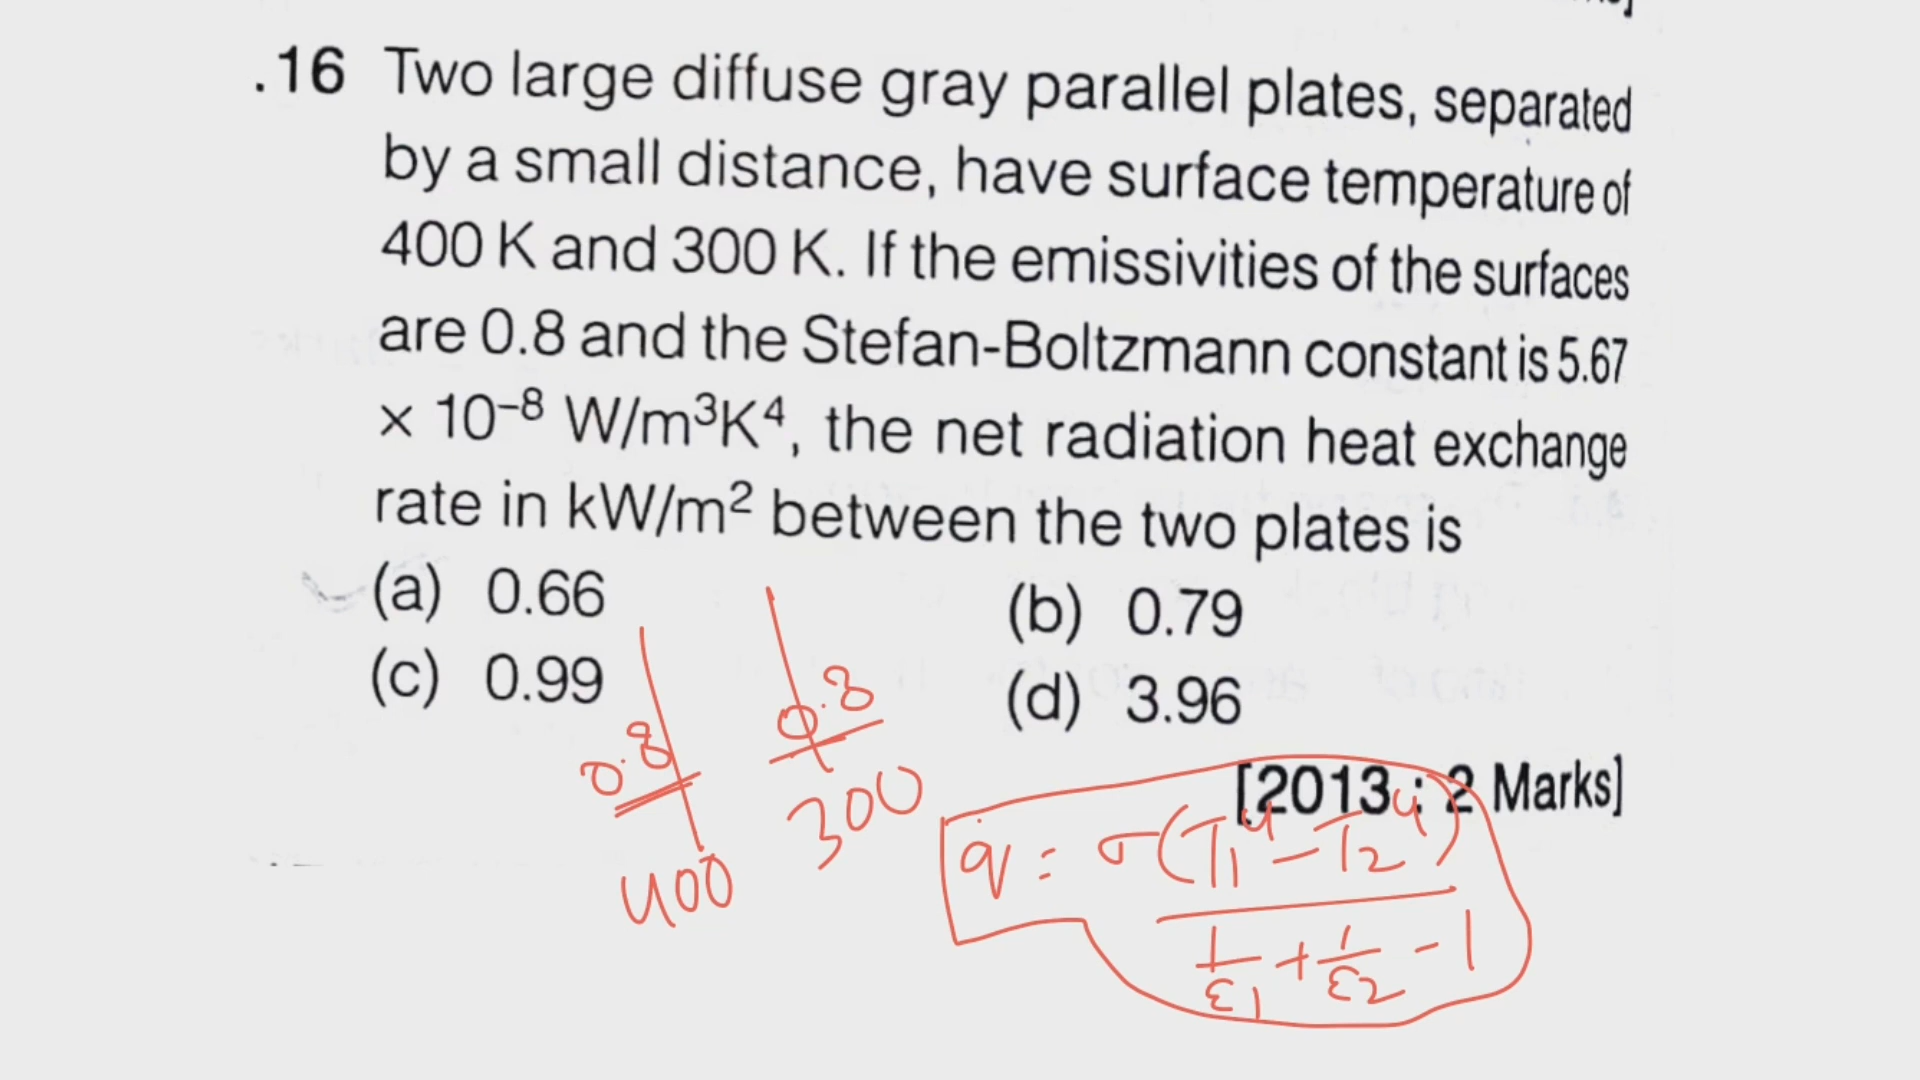 .16 Two large diffuse gray parallel plates, separated
by a small distance, have surface temperature of
400 K and 300 K. If the emissivities of the surfaces
are 0.8 and the Stefan-Boltzmann constant is 5.67
× 10⁻⁸ W/m³K⁴, the net radiation heat exchange
rate in kW/m² between the two plates is
(a) 0.66 (b) 0.79
(c) 0.99 (d) 3.96
[2013 : 2 Marks]
0.8 0.8
400 300
q̇ = σ(T₁⁴ − T₂⁴)
1/ε₁ + 1/ε₂ − 1